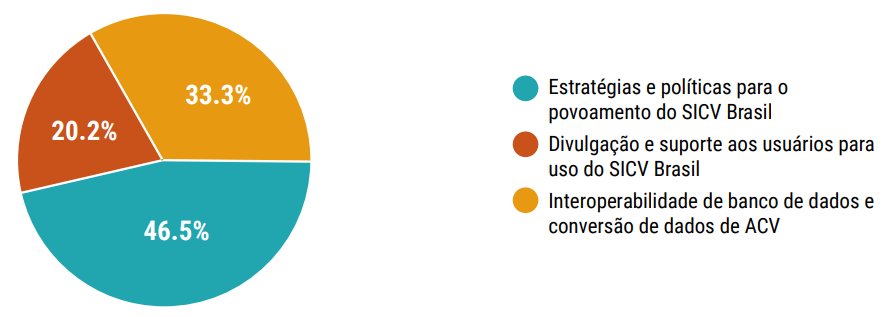 33.3%
20.2%
46.5%
Estratégias e políticas para o
povoamento do SICV Brasil
Divulgação e suporte aos usuários para
uso do SICV Brasil
Interoperabilidade de banco de dados e
conversão de dados de ACV